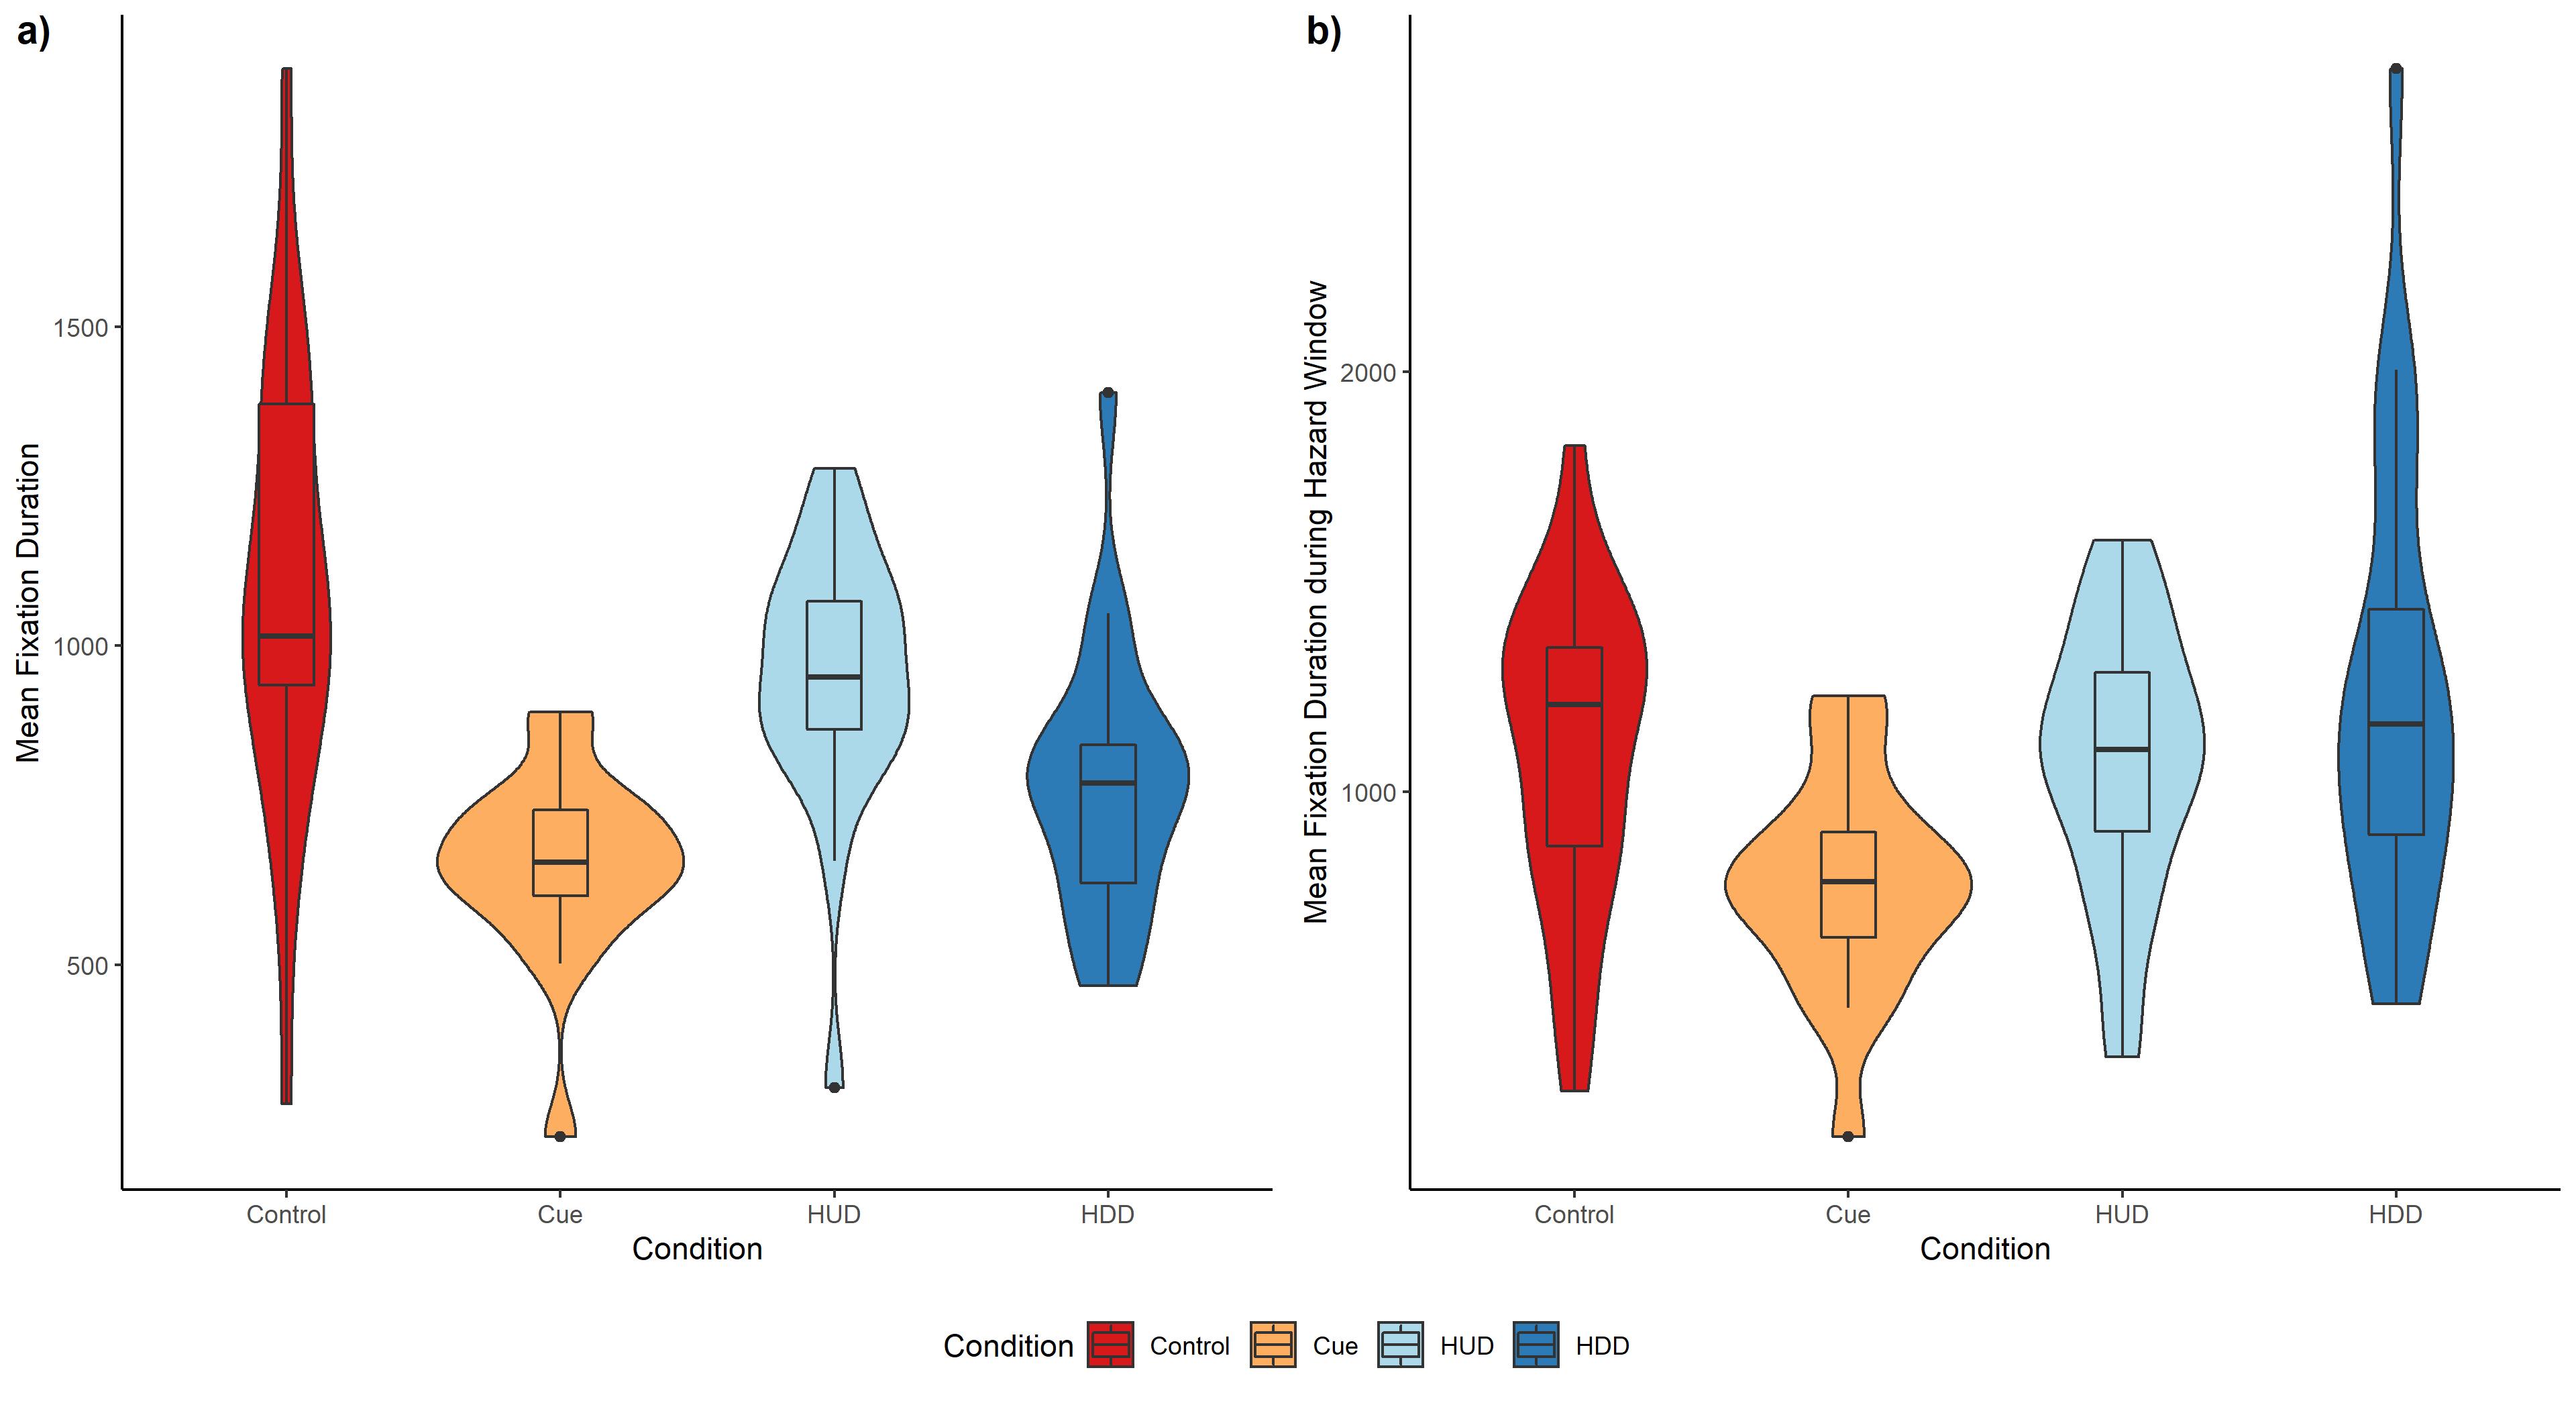 a)
Mean Fixation Duration
1500
1000
500
Control
Cue
HUD
HDD
Condition
b)
Mean Fixation Duration during Hazard Window
2000
1000
Control
Cue
HUD
HDD
Condition
Condition Control Cue HUD HDD